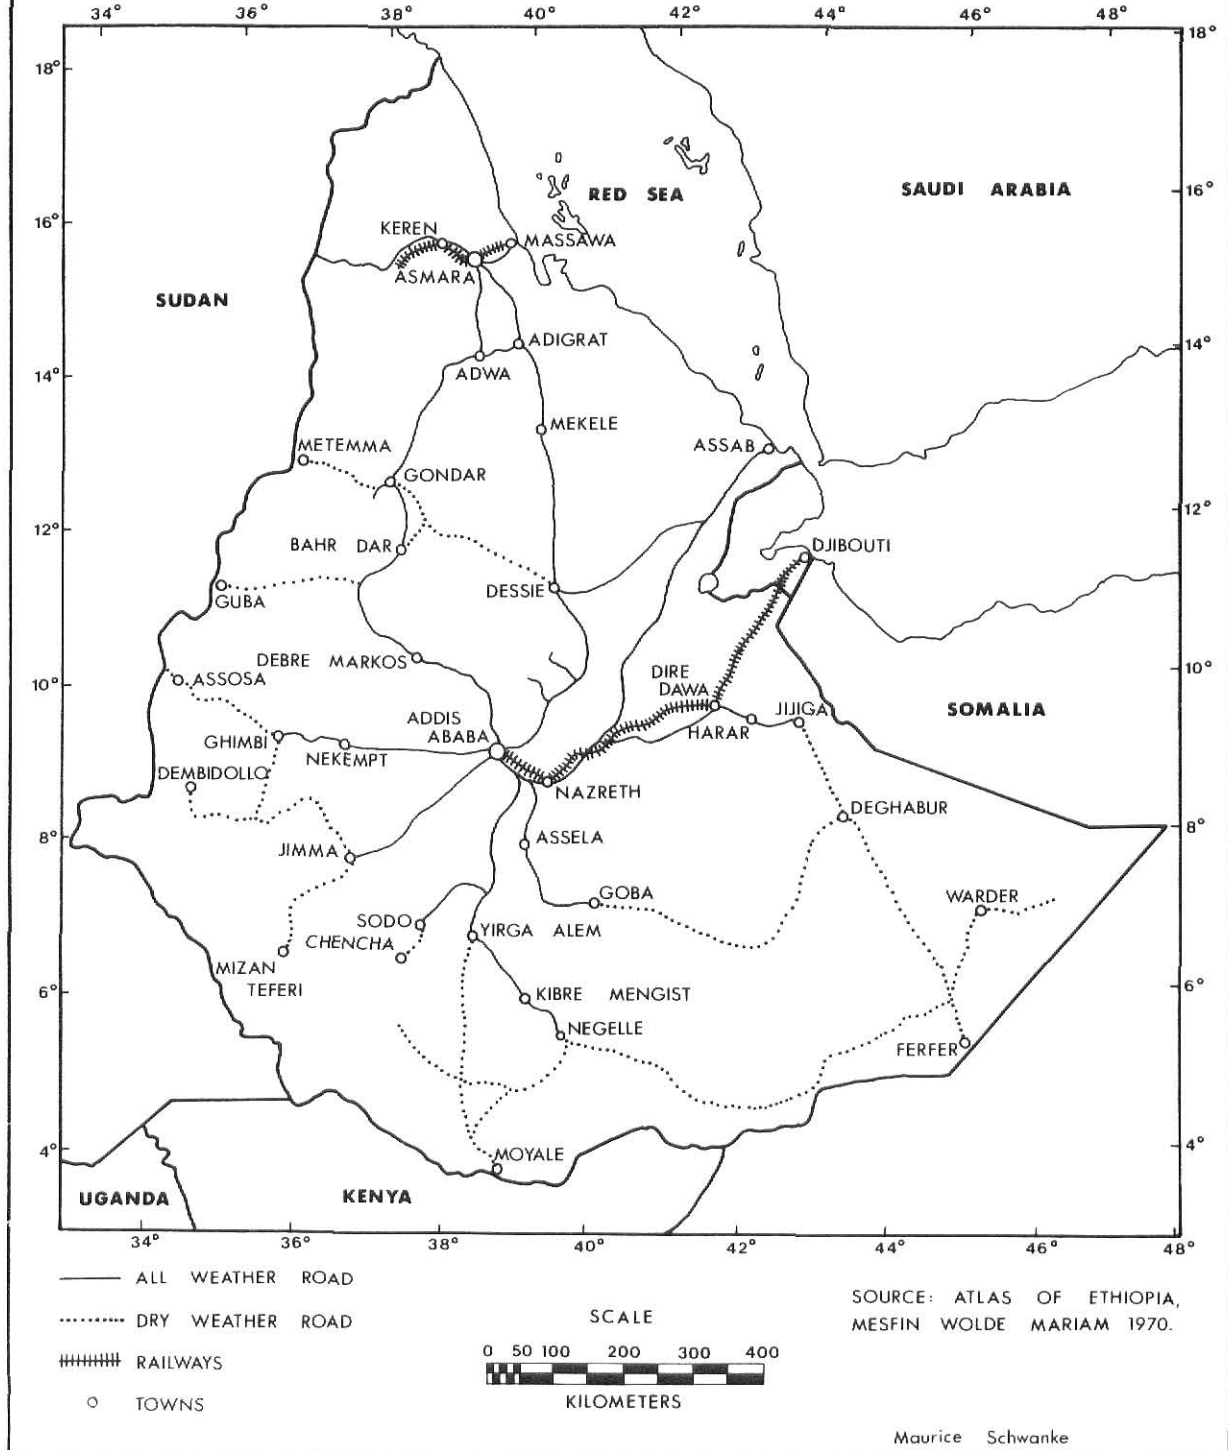 34° 38° 40° 42° 44° 46° 48°
18° 18°
RED SEA
SAUDI ARABIA
16° 16°
KEREN
MASSAWA
ASMARA
SUDAN
ADIGRAT
14° 14°
ADWA
MEKELE
METEMMA
ASSAB
GONDAR
12° 12°
BAHR DAR
DJIBOUTI
DESSIE
GUBA
DEBRE MARKOS
10° 10°
ASSOSA
DIRE
DAWA
JIJIGA
SOMALIA
ADDIS
ABABA
HARAR
GHIMBI
NEKEMPT
DEMBIDOLLO
NAZRETH
DEGHABUR
8° 8°
ASSELA
JIMMA
GOBA
WARDER
SODO
YIRGA ALEM
CHENCHA
MIZAN
TEFERI
6° 6°
KIBRE MENGIST
NEGELLE
FERFER
4° 4°
MOYALE
UGANDA
KENYA
34° 36° 38° 40° 42° 44° 46° 48°
ALL WEATHER ROAD
DRY WEATHER ROAD
RAILWAYS
TOWNS
SCALE
0 50 100 200 300 400
KILOMETERS
SOURCE: ATLAS OF ETHIOPIA,
MESFIN WOLDE MARIAM 1970.
Maurice Schwanke